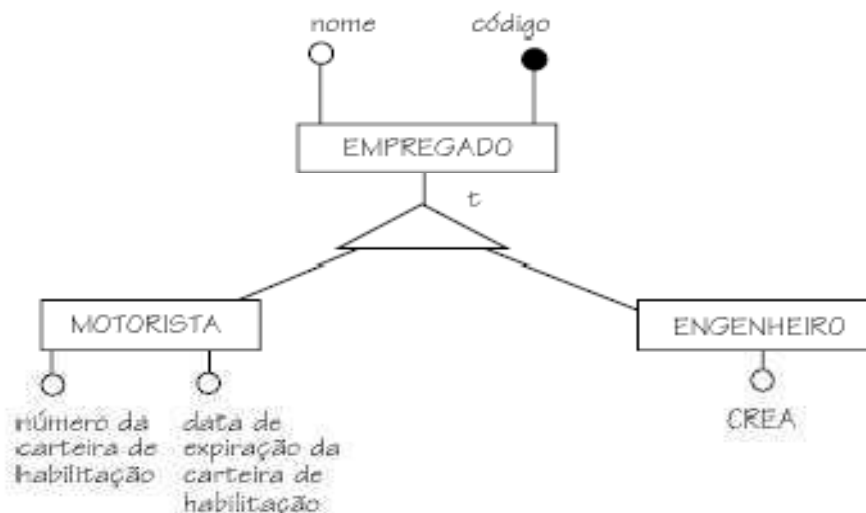 nome código
EMPREGADO
t
MOTORISTA ENGENHEIRO
número da
carteira de
habilitação
data de
expiração da
carteira de
habilitação
CREA